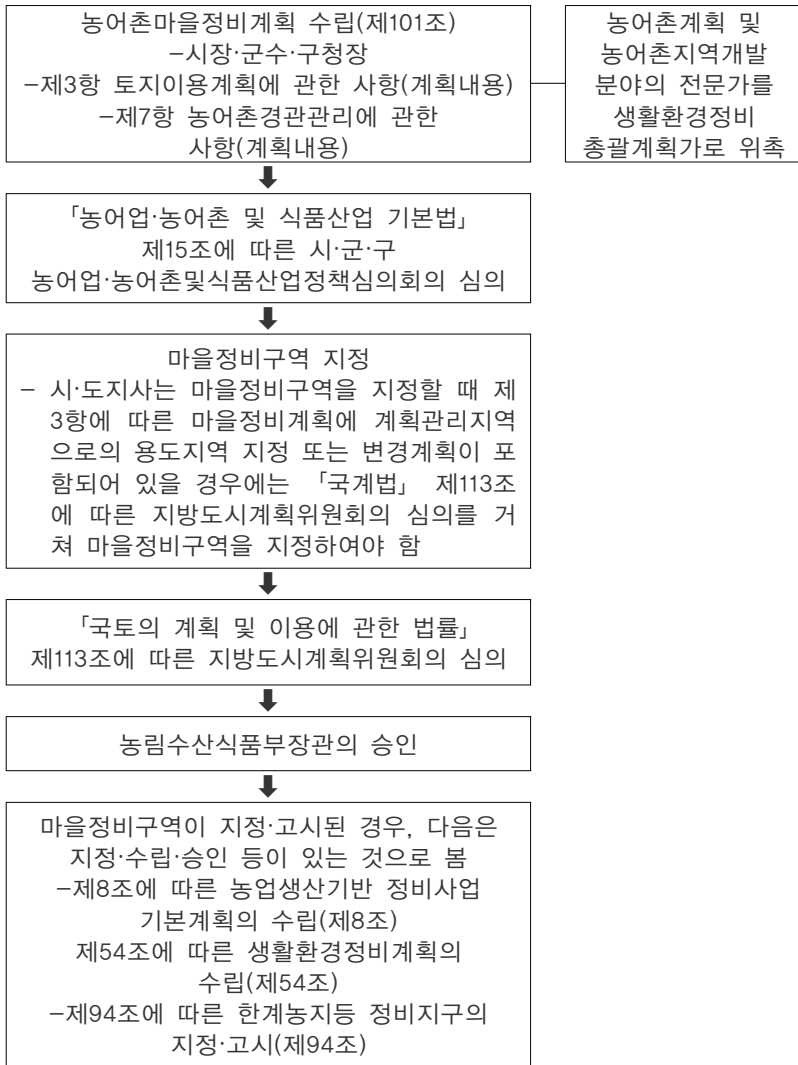 농어촌마을정비계획 수립(제101조)
-시장·군수·구청장
-제3항 토지이용계획에 관한 사항(계획내용)
-제7항 농어촌경관관리에 관한
사항(계획내용)
농어촌계획 및
농어촌지역개발
분야의 전문가를
생활환경정비
총괄계획가로 위촉
「농어업·농어촌 및 식품산업 기본법」
제15조에 따른 시·군·구
농어업·농어촌및식품산업정책심의회의 심의
마을정비구역 지정
- 시·도지사는 마을정비구역을 지정할 때 제
3항에 따른 마을정비계획에 계획관리지역
으로의 용도지역 지정 또는 변경계획이 포
함되어 있을 경우에는 「국계법」 제113조
에 따른 지방도시계획위원회의 심의를 거
쳐 마을정비구역을 지정하여야 함
「국토의 계획 및 이용에 관한 법률」
제113조에 따른 지방도시계획위원회의 심의
농림수산식품부장관의 승인
마을정비구역이 지정·고시된 경우, 다음은
지정·수립·승인 등이 있는 것으로 봄
-제8조에 따른 농업생산기반 정비사업
기본계획의 수립(제8조)
제54조에 따른 생활환경정비계획의
수립(제54조)
-제94조에 따른 한계농지등 정비지구의
지정·고시(제94조)